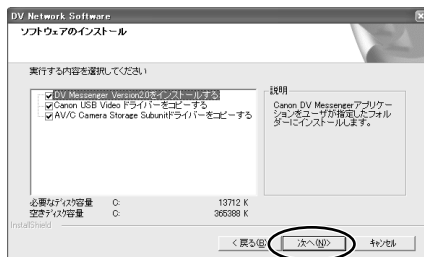 DV Network Software
ソフトウェアのインストール
実行する内容を選択してください
DV Messenger Version2.0をインストールする
Canon USB Video ドライバーをコピーする
AV/C Camera Storage Subunitドライバーをコピーする
説明
Canon DV Messengerアプリケー
ションをユーザが指定したフォル
ダーにインストールします。
必要なディスク容量 C: 13712 K
空きディスク容量 C: 365388 K
InstallShield
< 戻る(B) 次へ(N)> キャンセル